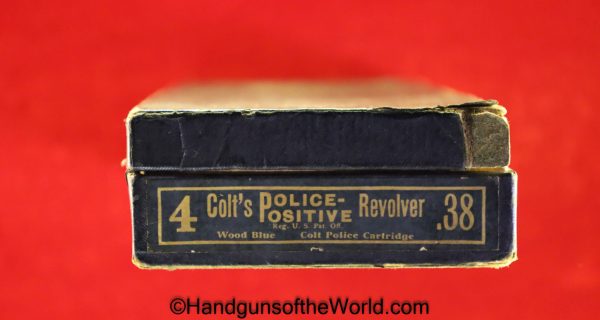 4 Colt's POLICE-POSITIVE Revolver .38
Reg. U. S. Pat. Off.
Wood Blue Colt Police Cartridge
©HandgunsoftheWorld.com